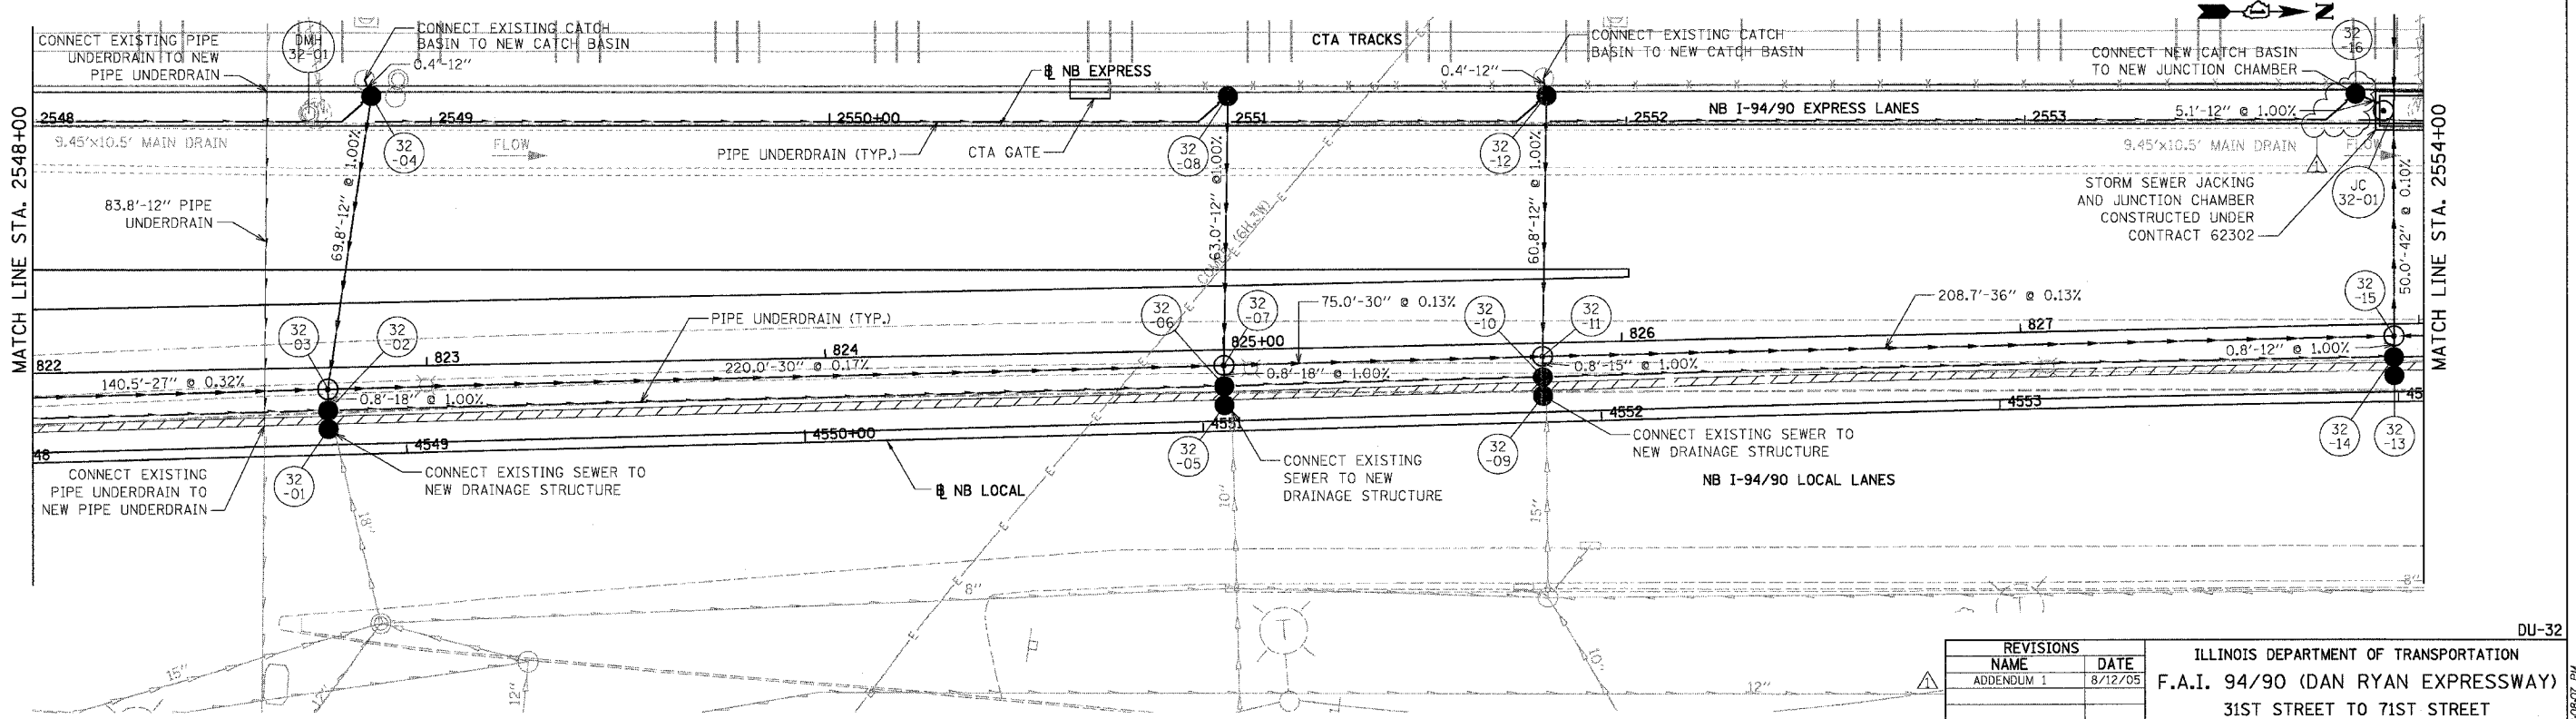 CONNECT EXISTING PIPE
UNDERDRAIN TO NEW
PIPE UNDERDRAIN
DMH
32-01
CONNECT EXISTING CATCH
BASIN TO NEW CATCH BASIN
0.4'-12"
℄ NB EXPRESS
CTA TRACKS
0.4'-12"
CONNECT EXISTING CATCH
BASIN TO NEW CATCH BASIN
CONNECT NEW CATCH BASIN
TO NEW JUNCTION CHAMBER
32
-16
N
MATCH LINE STA. 2548+00
2548
2549
2550+00
2551
2552
NB I-94/90 EXPRESS LANES
2553
5.1'-12" @ 1.00%
9.45'x10.5' MAIN DRAIN
FLOW
32
-04
PIPE UNDERDRAIN (TYP.)
CTA GATE
32
-08
32
-12
9.45'x10.5' MAIN DRAIN
FLOW
1
JC
32-01
STORM SEWER JACKING
AND JUNCTION CHAMBER
CONSTRUCTED UNDER
CONTRACT 62302
MATCH LINE STA. 2554+00
83.8'-12" PIPE
UNDERDRAIN
69.8'-12" @ 1.00%
63.0'-12" @ 1.00%
60.8'-12" @ 1.00%
50.0'-42" @ 0.10%
32
-03
32
-02
PIPE UNDERDRAIN (TYP.)
32
-06
32
-07
75.0'-30" @ 0.13%
32
-10
32
-11
208.7'-36" @ 0.13%
32
-15
822
823
824
825+00
826
827
140.5'-27" @ 0.32%
0.8'-18" @ 1.00%
220.0'-30" @ 0.17%
0.8'-18" @ 1.00%
0.8'-15" @ 1.00%
0.8'-12" @ 1.00%
48
4549
4550+00
4551
4552
4553
45
CONNECT EXISTING
PIPE UNDERDRAIN TO
NEW PIPE UNDERDRAIN
32
-01
CONNECT EXISTING SEWER TO
NEW DRAINAGE STRUCTURE
℄ NB LOCAL
32
-05
CONNECT EXISTING
SEWER TO NEW
DRAINAGE STRUCTURE
32
-09
CONNECT EXISTING SEWER TO
NEW DRAINAGE STRUCTURE
NB I-94/90 LOCAL LANES
32
-14
32
-13
18"
10"
15"
8"
8"
15"
12"
12"
T
10"
12"
DU-32
1
REVISIONS
NAME DATE
ADDENDUM 1 8/12/05
ILLINOIS DEPARTMENT OF TRANSPORTATION
F.A.I. 94/90 (DAN RYAN EXPRESSWAY)
31ST STREET TO 71ST STREET